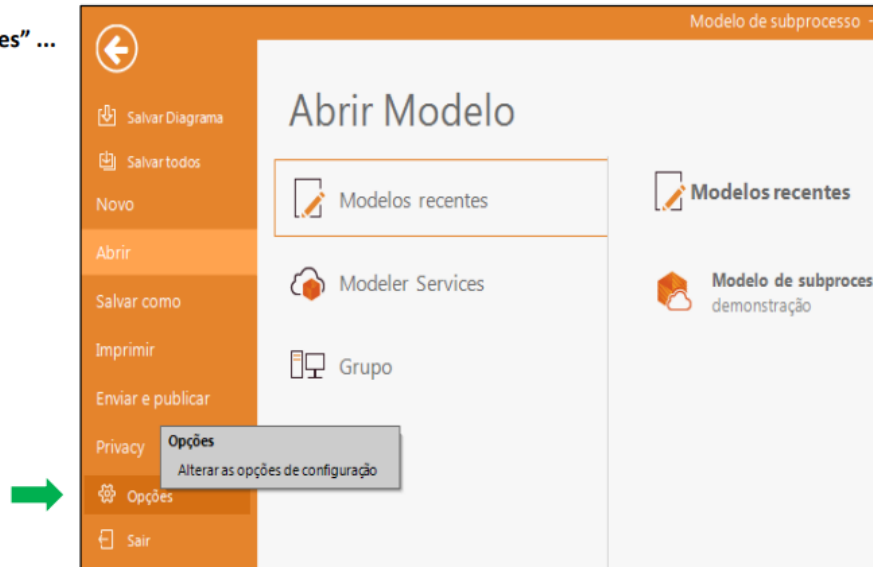 es” ...
Modelo de subprocesso -
Salvar Diagrama
Salvar todos
Novo
Abrir
Salvar como
Imprimir
Enviar e publicar
Privacy
Opções
Sair
Abrir Modelo
Modelos recentes
Modeler Services
Grupo
Opções
Alterar as opções de configuração
Modelos recentes
Modelo de subproces
demonstração